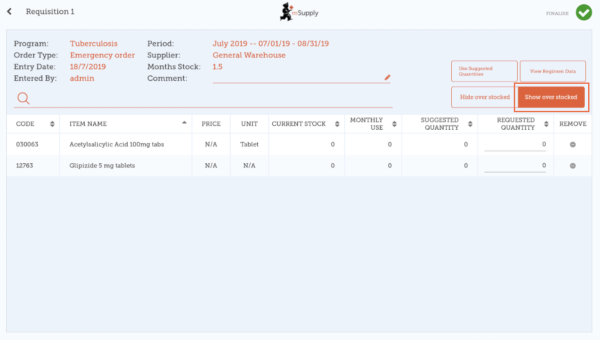 Requisition 1
mSupply
FINALISE
Program: Tuberculosis Period: July 2019 -- 07/01/19 - 08/31/19
Order Type: Emergency order Supplier: General Warehouse
Entry Date: 18/7/2019 Months Stock: 1.5
Entered By: admin Comment:
Use Suggested
Quantities
View Regimen Data
Hide over stocked
Show over stocked
CODE ITEM NAME PRICE UNIT CURRENT STOCK MONTHLY USE SUGGESTED QUANTITY REQUESTED QUANTITY REMOVE
030063 Acetylsalicylic Acid 100mg tabs N/A Tablet 0 0 0 0
12763 Glipizide 5 mg tablets N/A N/A 0 0 0 0